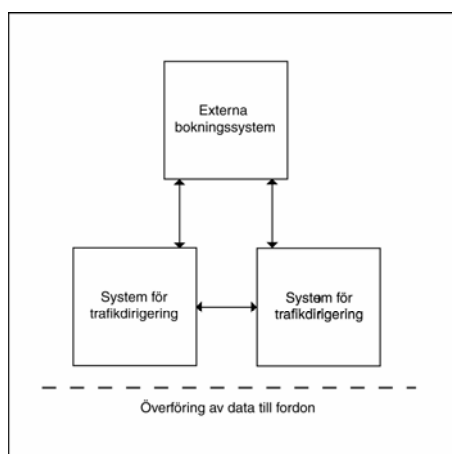 Externa
bokningssystem
System för
trafikdirigering
System för
trafikdirigering
Överföring av data till fordon